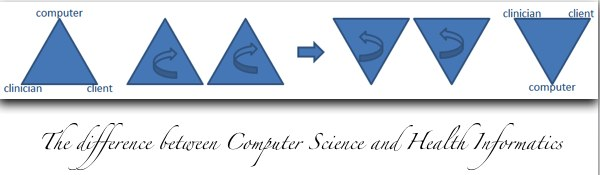 computer
clinician client
clinician client
computer
The difference between Computer Science and Health Informatics